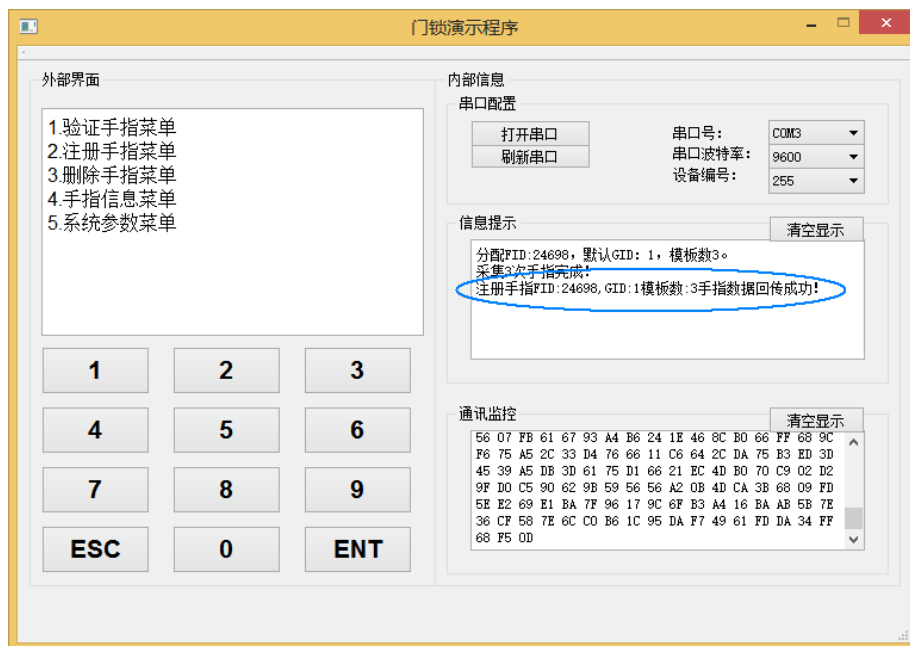 门锁演示程序
外部界面
1.验证手指菜单
2.注册手指菜单
3.删除手指菜单
4.手指信息菜单
5.系统参数菜单
1 2 3
4 5 6
7 8 9
ESC 0 ENT
内部信息
串口配置
打开串口
刷新串口
串口号: COM3
串口波特率: 9600
设备编号: 255
信息提示
清空显示
分配FID:24698, 默认GID: 1, 模板数3。
采集3次手指完成!
注册手指FID:24698,GID:1模板数:3手指数据回传成功!
通讯监控
清空显示
56 07 FB 61 67 93 A4 B6 24 1E 46 8C B0 66 FF 68 9C
F6 75 A5 2C 33 D4 76 66 11 C6 64 2C DA 75 B3 ED 3D
45 39 A5 DB 3D 61 75 D1 66 21 EC 4D B0 70 C9 02 D2
9F D0 C5 90 62 9B 59 56 56 A2 0B 4D CA 3B 68 09 FD
5E E2 69 E1 BA 7F 96 17 9C 6F B3 A4 16 BA AB 5B 7E
36 CF 58 7E 6C C0 B6 1C 95 DA F7 49 61 FD DA 34 FF
68 F5 0D